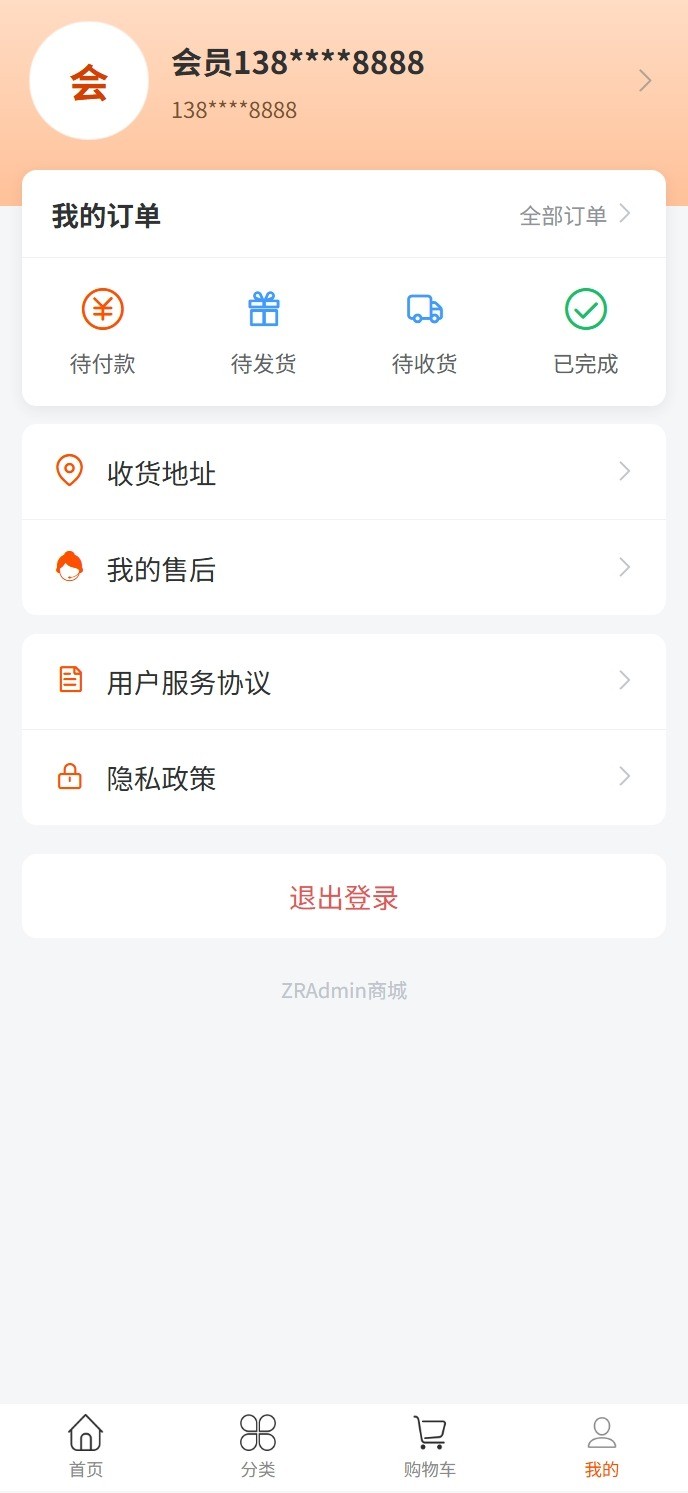 会
会员138****8888
138****8888
我的订单
全部订单
待付款
待发货
待收货
已完成
收货地址
我的售后
用户服务协议
隐私政策
退出登录
ZRAdmin商城
首页
分类
购物车
我的